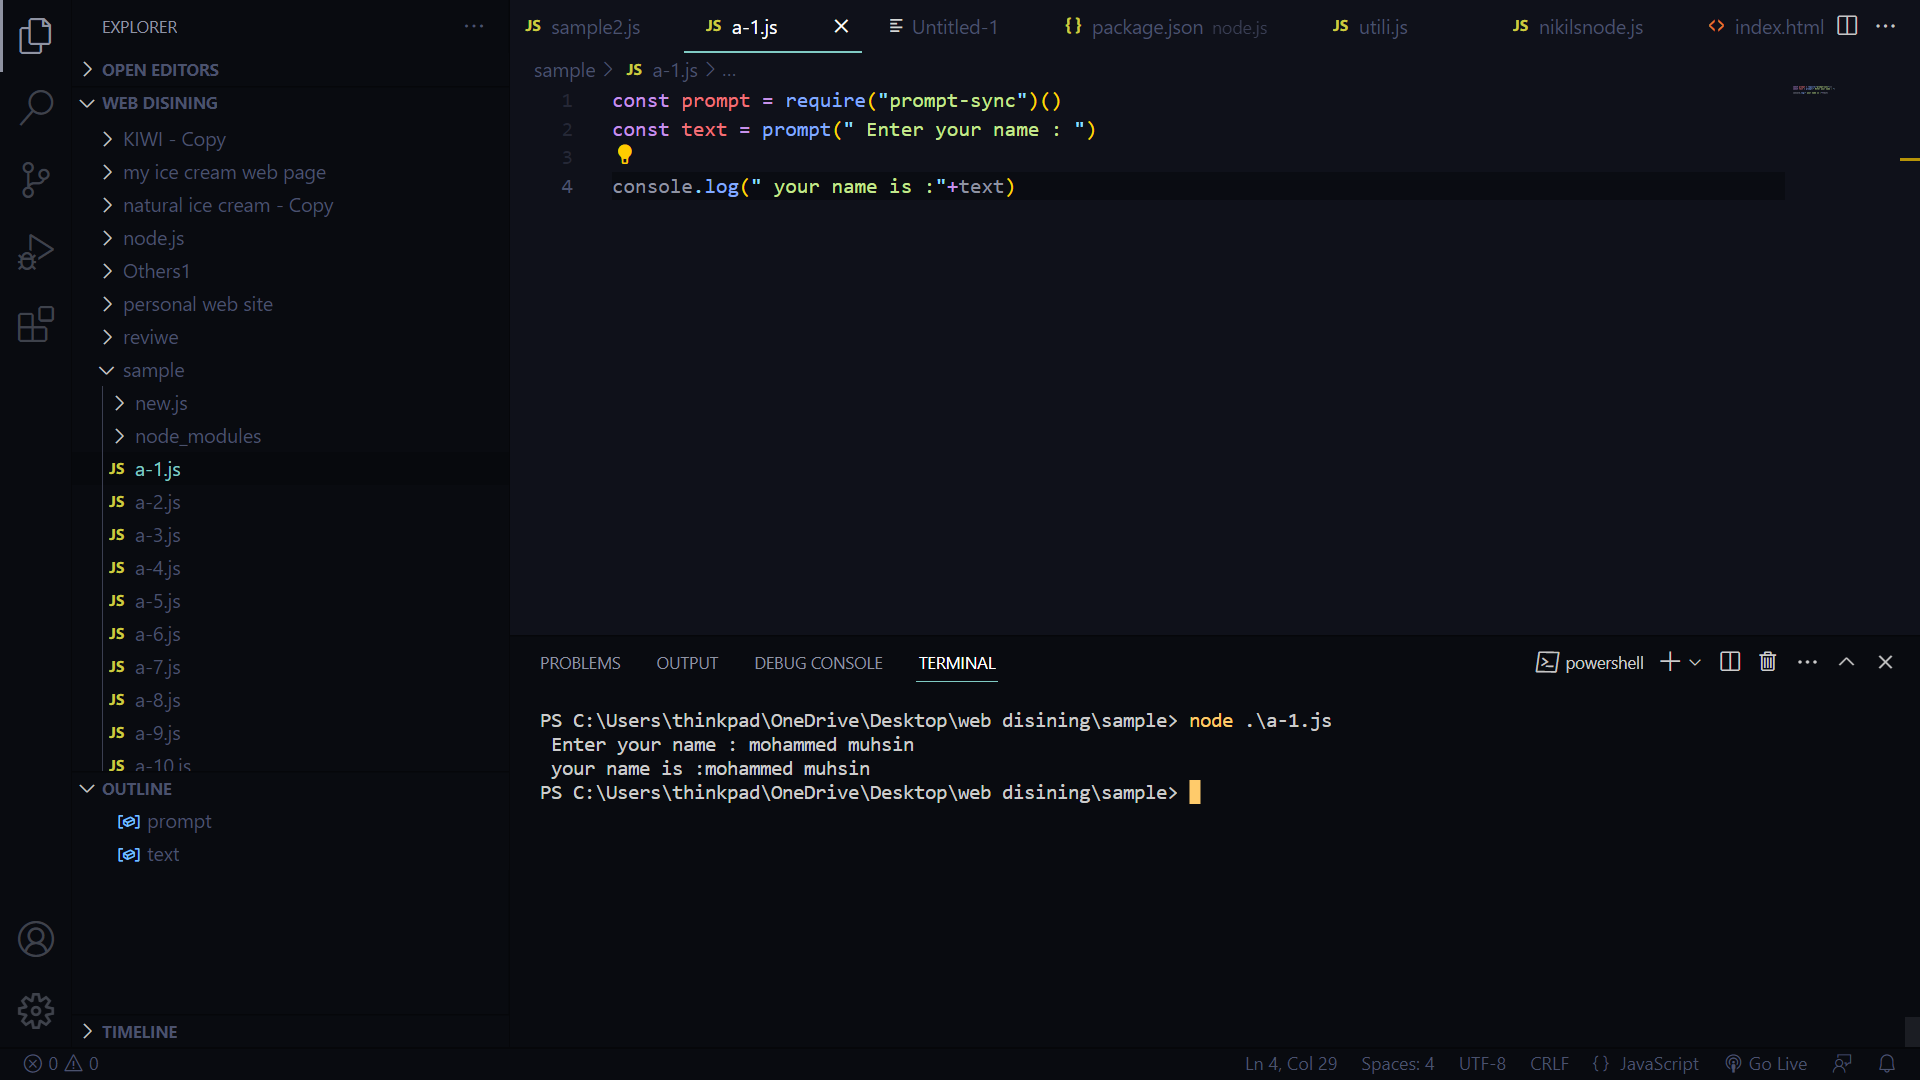 EXPLORER
OPEN EDITORS
WEB DISINING
KIWI - Copy
my ice cream web page
natural ice cream - Copy
node.js
Others1
personal web site
reviwe
sample
new.js
node_modules
JS a-1.js
JS a-2.js
JS a-3.js
JS a-4.js
JS a-5.js
JS a-6.js
JS a-7.js
JS a-8.js
JS a-9.js
JS a-10.js
OUTLINE
prompt
text
TIMELINE
JS sample2.js JS a-1.js Untitled-1 {} package.json node.js JS utili.js JS nikilsnode.js <> index.html
sample > JS a-1.js > ...
1 const prompt = require("prompt-sync")()
2 const text = prompt(" Enter your name : ")
3
4 console.log(" your name is :"+text)
PROBLEMS OUTPUT DEBUG CONSOLE TERMINAL powershell
PS C:\Users\thinkpad\OneDrive\Desktop\web disining\sample> node .\a-1.js
Enter your name : mohammed muhsin
your name is :mohammed muhsin
PS C:\Users\thinkpad\OneDrive\Desktop\web disining\sample>
0 0 Ln 4, Col 29 Spaces: 4 UTF-8 CRLF {} JavaScript Go Live